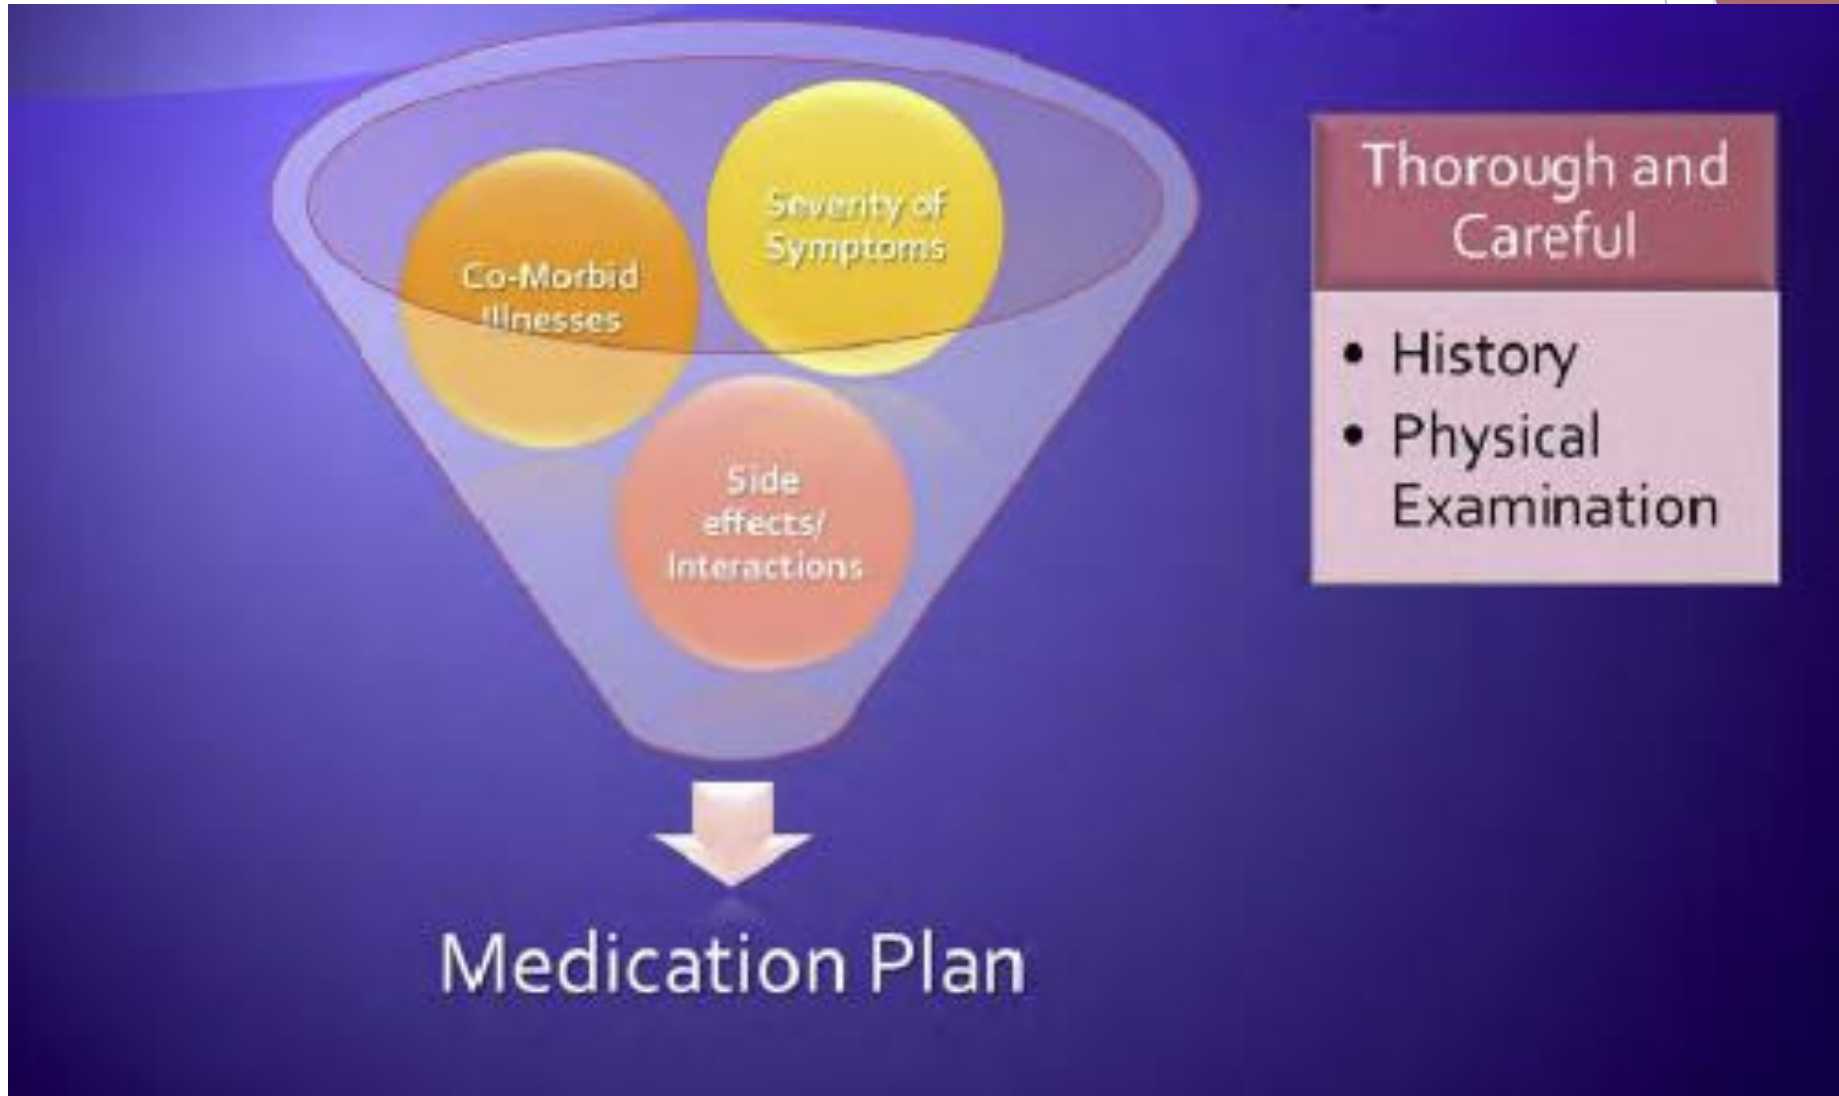 Co-Morbid
Illnesses
Severity of
Symptoms
Side
effects/
Interactions
Medication Plan
Thorough and
Careful
• History
• Physical
Examination